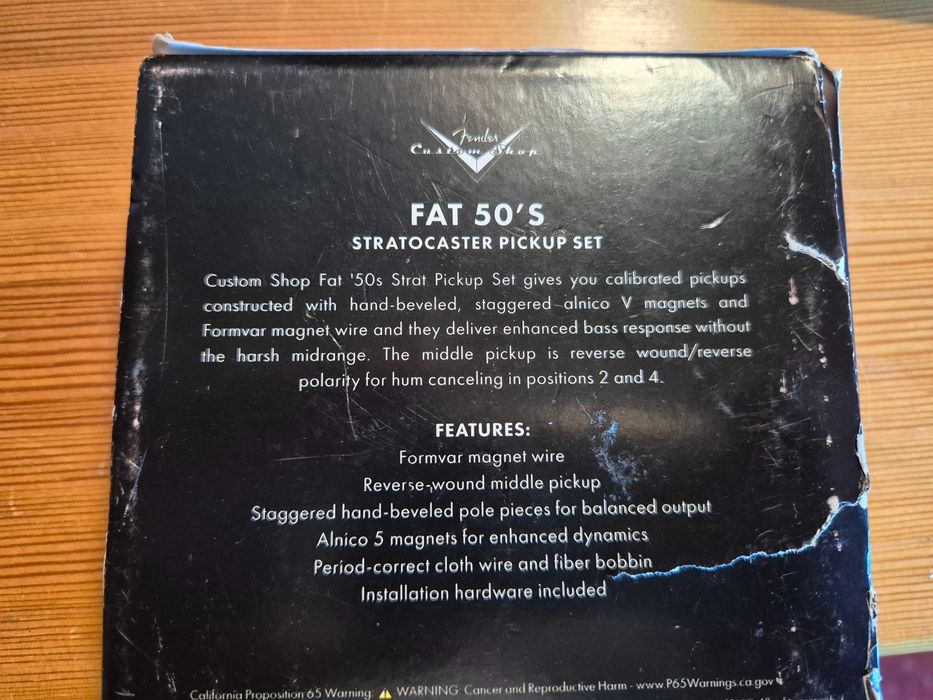 Fender
Custom Shop
FAT 50'S
STRATOCASTER PICKUP SET
Custom Shop Fat '50s Strat Pickup Set gives you calibrated pickups
constructed with hand-beveled, staggered alnico V magnets and
Formvar magnet wire and they deliver enhanced bass response without
the harsh midrange. The middle pickup is reverse wound/reverse
polarity for hum canceling in positions 2 and 4.
FEATURES:
Formvar magnet wire
Reverse-wound middle pickup
Staggered hand-beveled pole pieces for balanced output
Alnico 5 magnets for enhanced dynamics
Period-correct cloth wire and fiber bobbin
Installation hardware included
California Proposition 65 Warning: ⚠ WARNING: Cancer and Reproductive Harm - www.P65Warnings.ca.gov